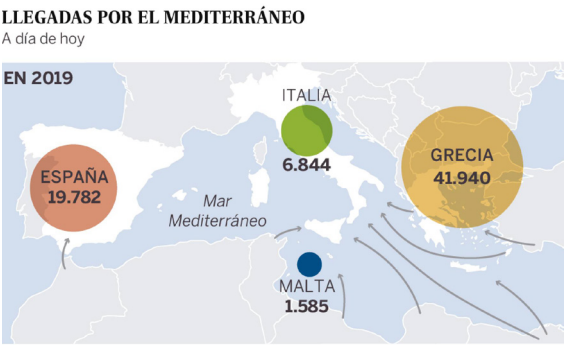 LLEGADAS POR EL MEDITERRÁNEO
A día de hoy
EN 2019
ITALIA
6.844
ESPAÑA
19.782
GRECIA
41.940
Mar
Mediterráneo
MALTA
1.585